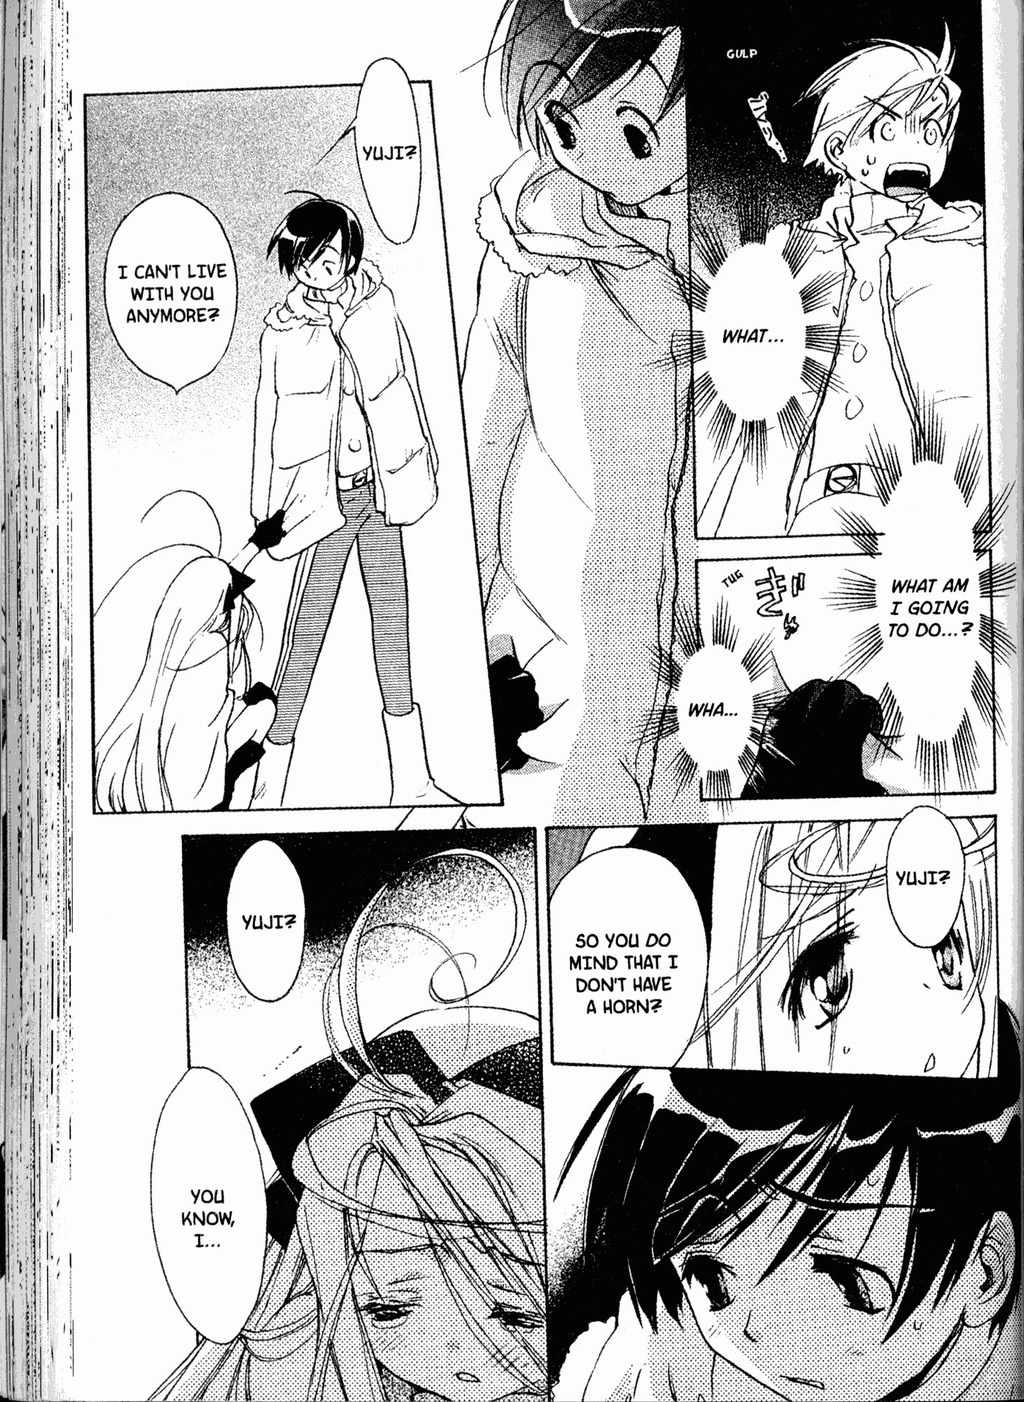 GULP
WHAT...
WHAT AM
I GOING
TO DO...?
TUG
WHA...
YUJI?
I CAN'T LIVE
WITH YOU
ANYMORE?
YUJI?
SO YOU DO
MIND THAT I
DON'T HAVE
A HORN?
YUJI?
YOU
KNOW,
I...